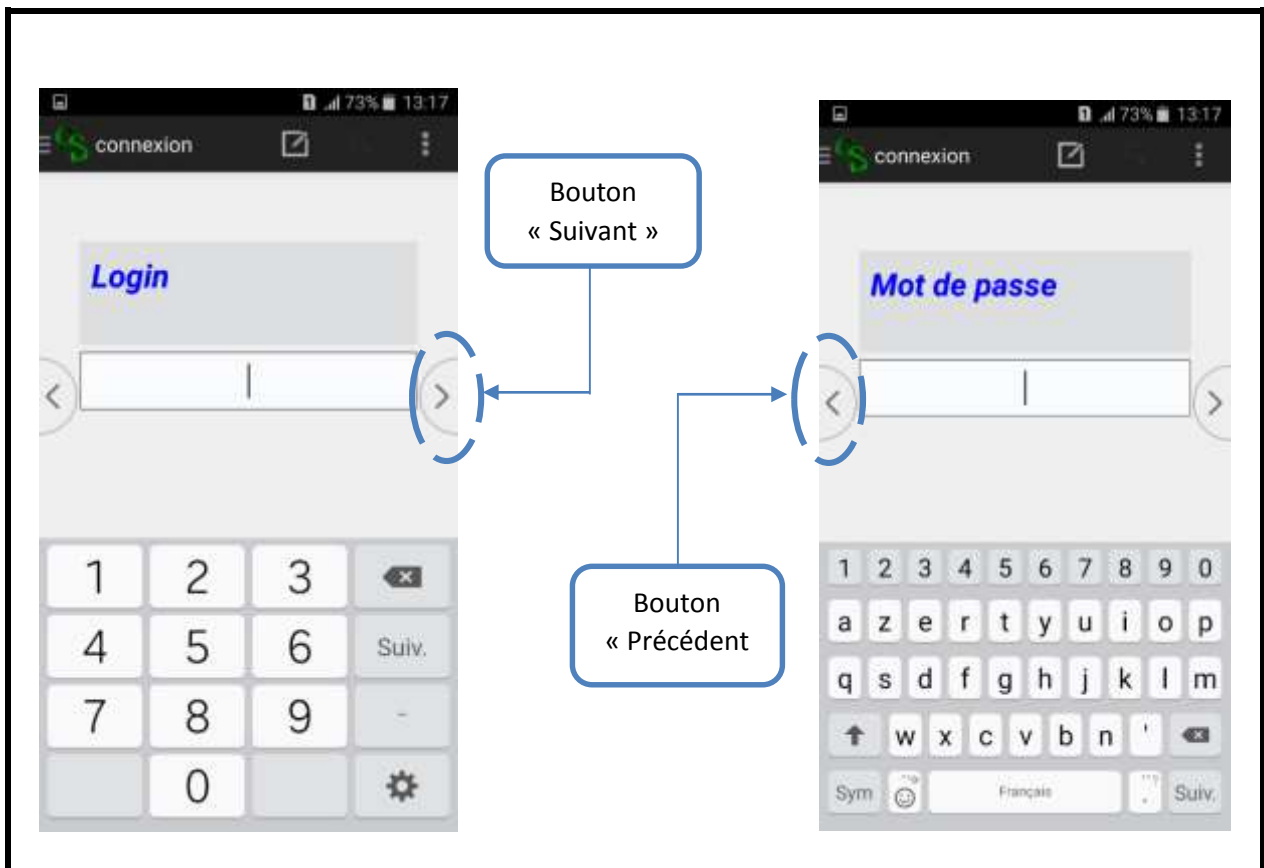 73% 13:17
connexion
Login
1 2 3
4 5 6 Suiv.
7 8 9 -
0
Bouton
« Suivant »
Bouton
« Précédent
73% 13:17
connexion
Mot de passe
1 2 3 4 5 6 7 8 9 0
a z e r t y u i o p
q s d f g h j k l m
w x c v b n '
Sym Français . Suiv.